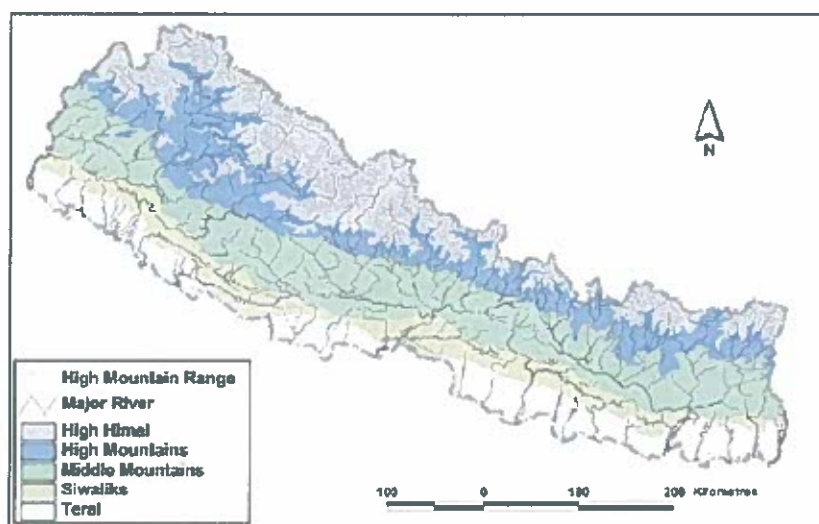 N
High Mountain Range
Major River
High Himal
High Mountains
Middle Mountains
Siwaliks
Terai
100 0 100 200 Kilometres